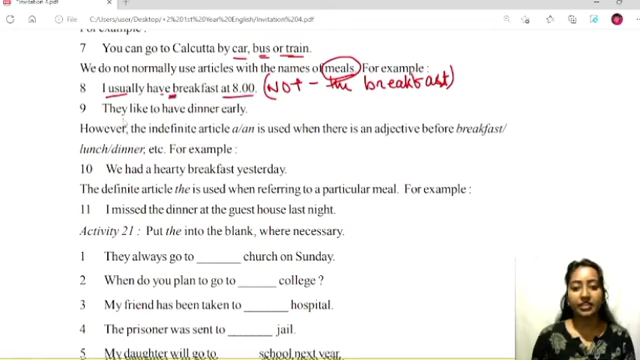 *Invitation 4.pdf
C:/Users/user/Desktop/+2%201st%20Year%20English/Invitation%204.pdf
For example :
7 You can go to Calcutta by car, bus or train.
We do not normally use articles with the names of meals. For example :
8 I usually have breakfast at 8.00. (NOT - the breakfast)
9 They like to have dinner early.
However, the indefinite article a/an is used when there is an adjective before breakfast/
lunch/dinner, etc. For example :
10 We had a hearty breakfast yesterday.
The definite article the is used when referring to a particular meal. For example :
11 I missed the dinner at the guest house last night.
Activity 21 : Put the into the blank, where necessary.
1 They always go to _______ church on Sunday.
2 When do you plan to go to ______ college ?
3 My friend has been taken to _______ hospital.
4 The prisoner was sent to _______ jail.
5 My daughter will go to _______ school next year.